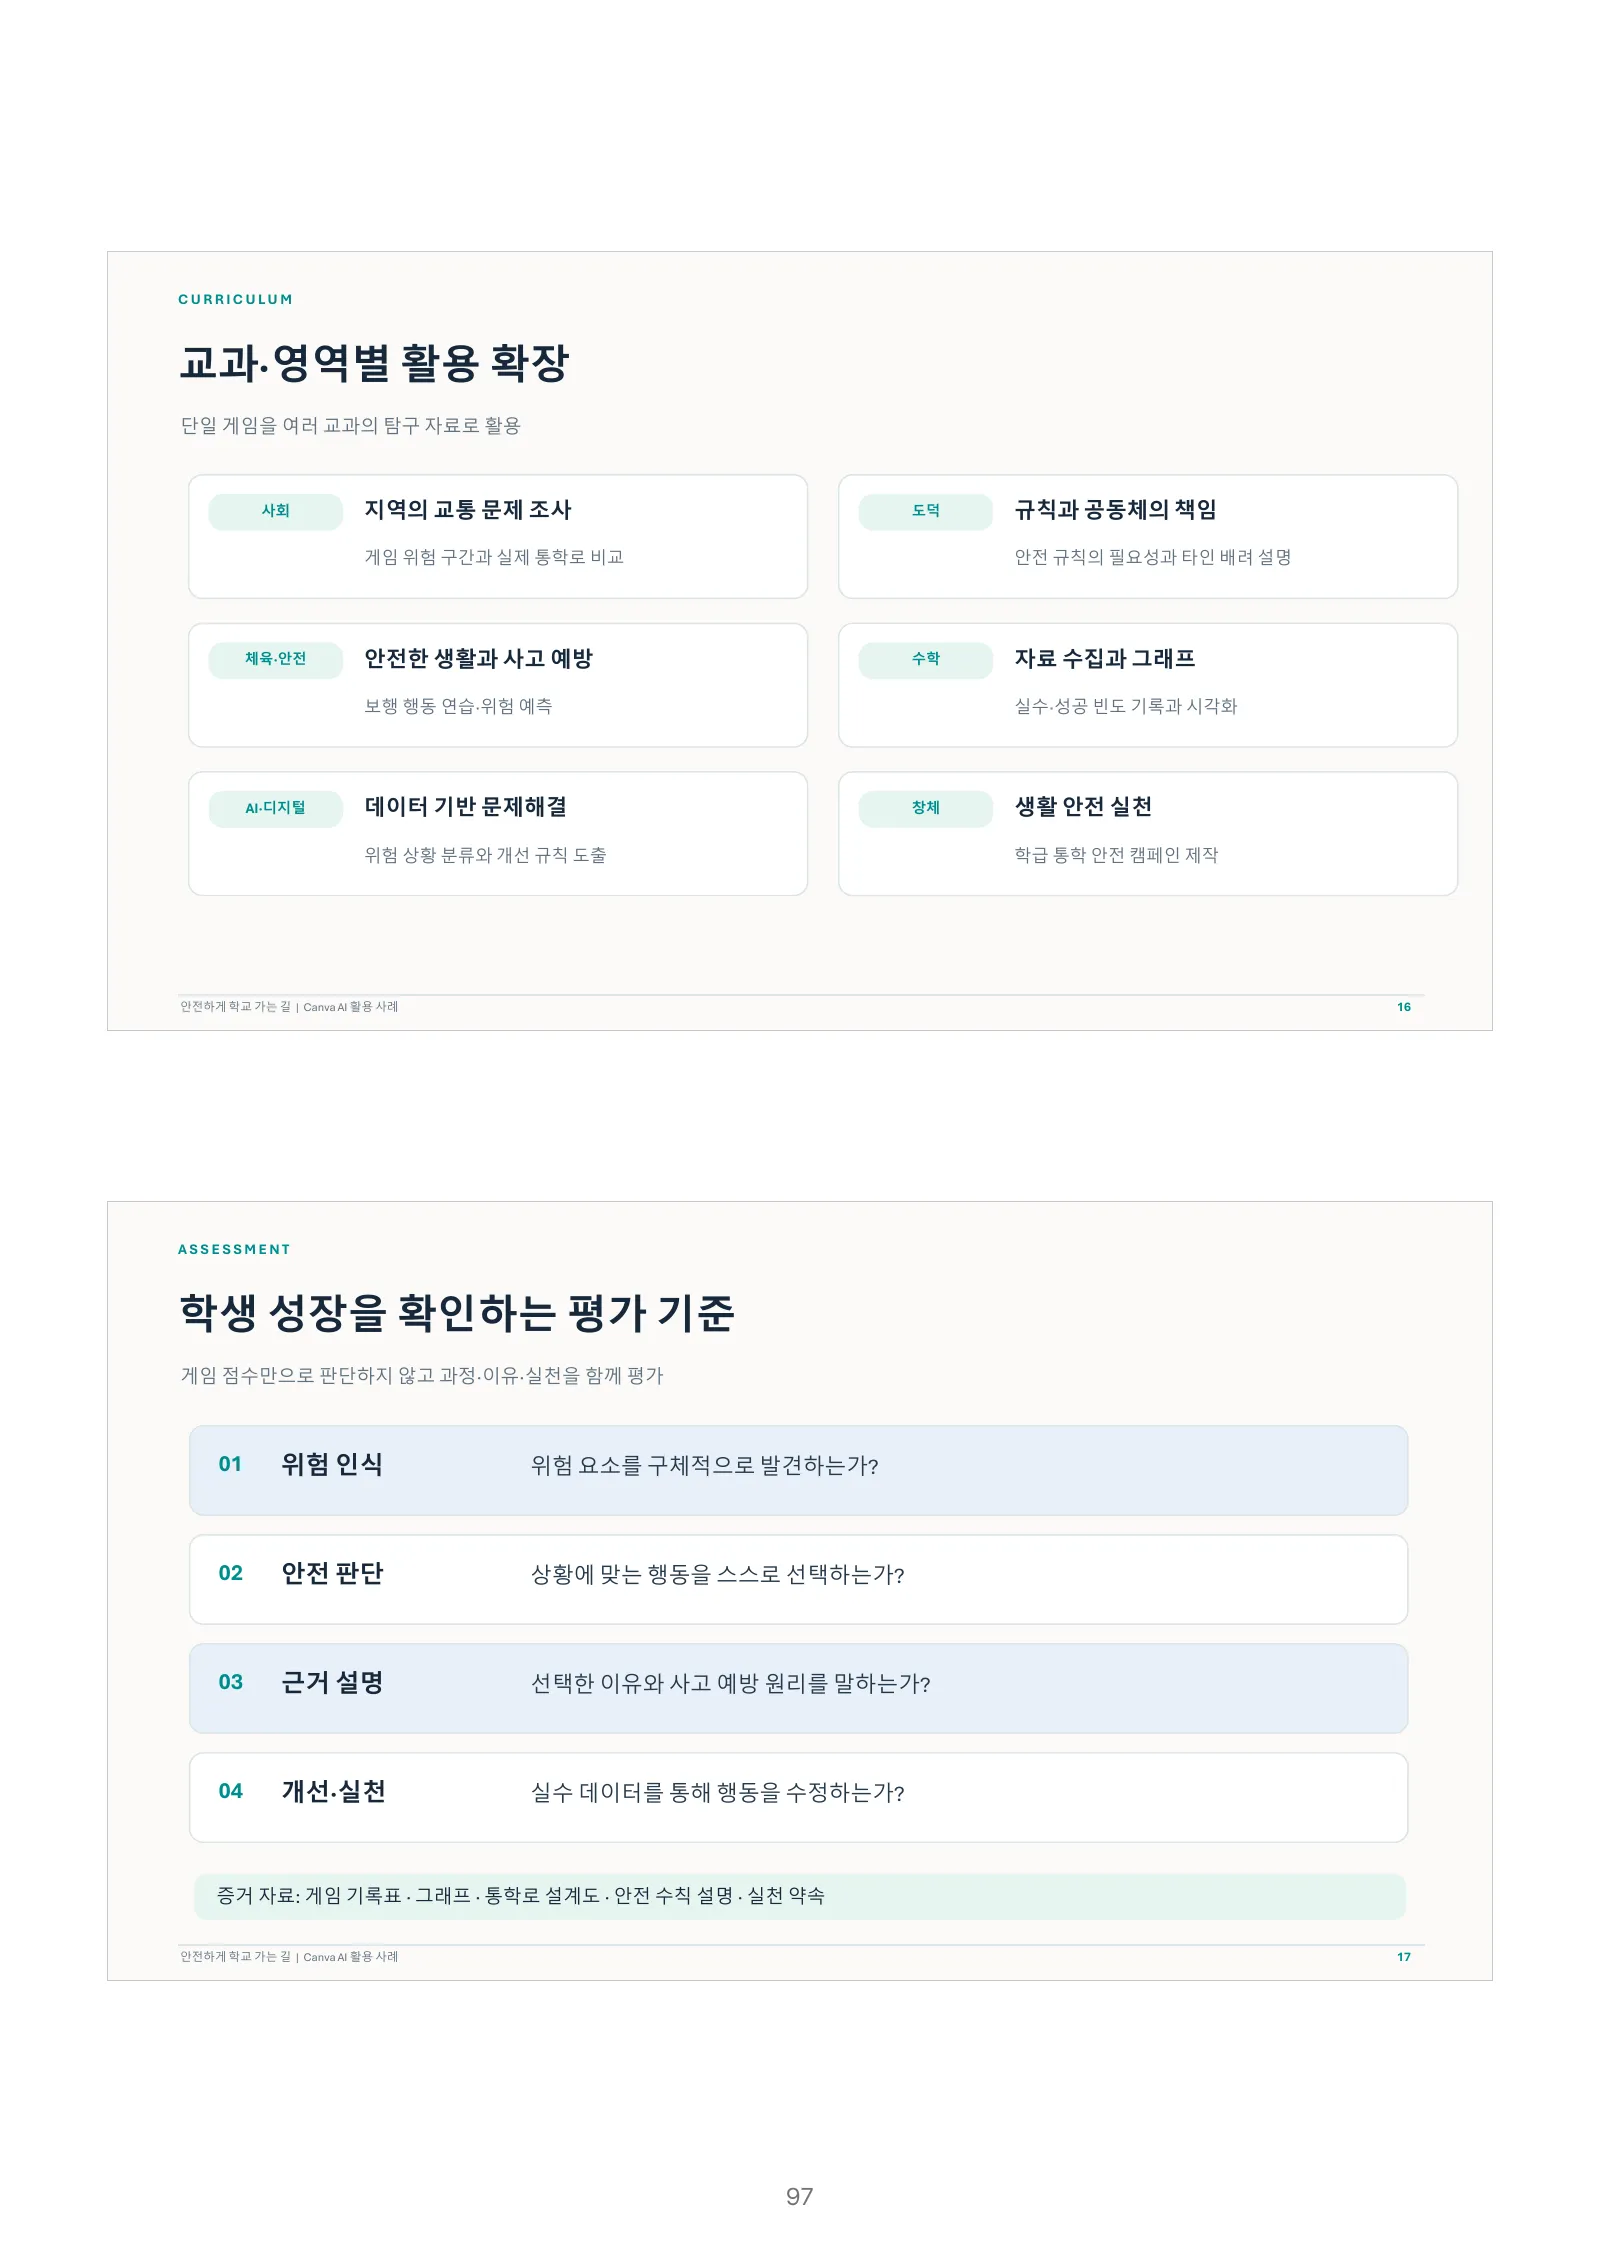 CURRICULUM
교과·영역별 활용 확장
단일 게임을 여러 교과의 탐구 자료로 활용
사회
지역의 교통 문제 조사
게임 위험 구간과 실제 통학로 비교
도덕
규칙과 공동체의 책임
안전 규칙의 필요성과 타인 배려 설명
체육·안전
안전한 생활과 사고 예방
보행 행동 연습·위험 예측
수학
자료 수집과 그래프
실수·성공 빈도 기록과 시각화
AI·디지털
데이터 기반 문제해결
위험 상황 분류와 개선 규칙 도출
창체
생활 안전 실천
학급 통학 안전 캠페인 제작
안전하게 학교 가는 길 | Canva AI 활용 사례
16
ASSESSMENT
학생 성장을 확인하는 평가 기준
게임 점수만으로 판단하지 않고 과정·이유·실천을 함께 평가
01 위험 인식 위험 요소를 구체적으로 발견하는가?
02 안전 판단 상황에 맞는 행동을 스스로 선택하는가?
03 근거 설명 선택한 이유와 사고 예방 원리를 말하는가?
04 개선·실천 실수 데이터를 통해 행동을 수정하는가?
증거 자료: 게임 기록표 · 그래프 · 통학로 설계도 · 안전 수칙 설명 · 실천 약속
안전하게 학교 가는 길 | Canva AI 활용 사례
17
97